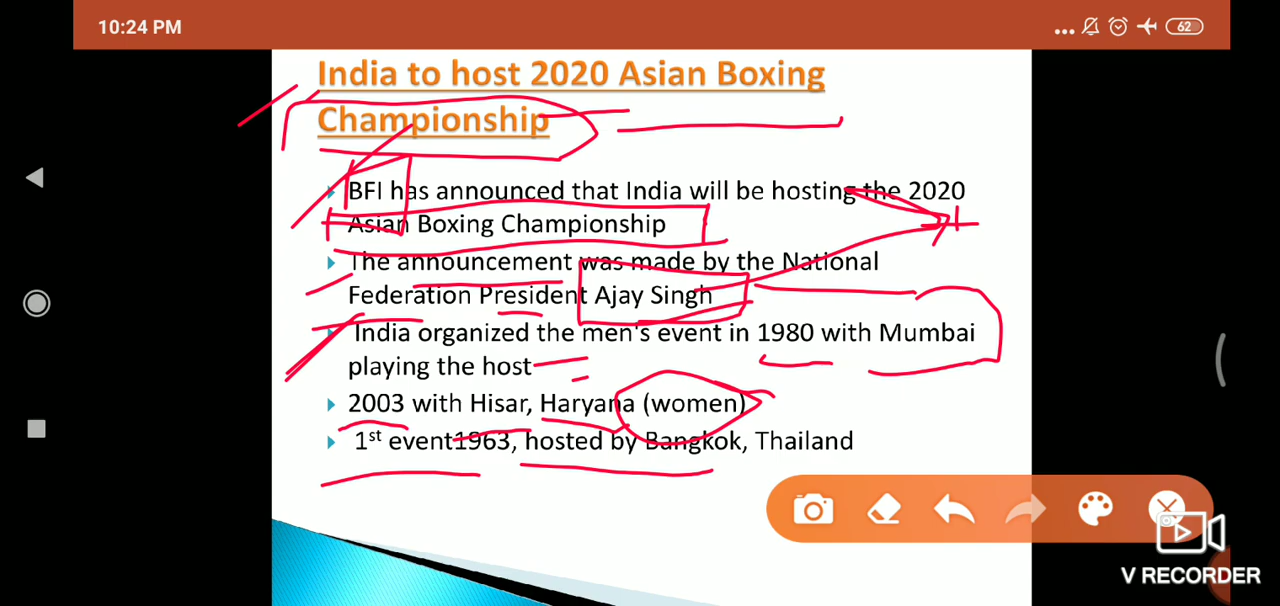 10:24 PM
62
India to host 2020 Asian Boxing
Championship
BFI has announced that India will be hosting the 2020
Asian Boxing Championship
The announcement was made by the National
Federation President Ajay Singh
India organized the men's event in 1980 with Mumbai
playing the host
2003 with Hisar, Haryana (women)
1st event1963, hosted by Bangkok, Thailand
V RECORDER